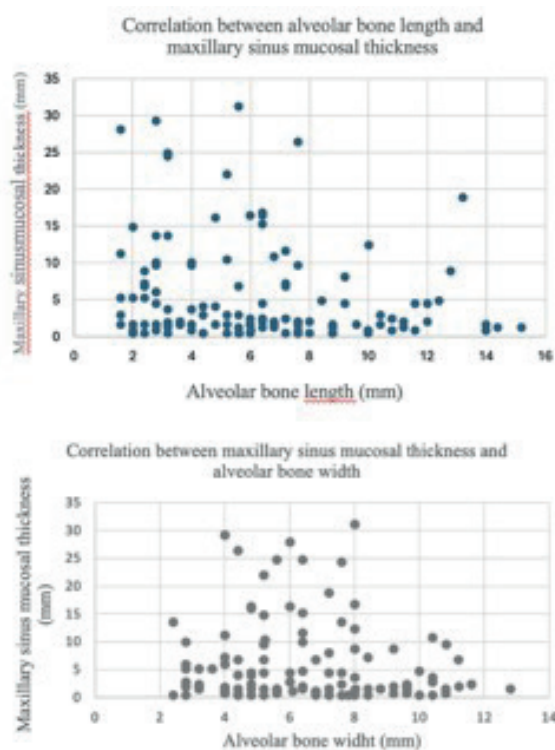 Correlation between alveolar bone length and
maxillary sinus mucosal thickness
Maxillary sinusmucosal thickness (mm)
35
30
25
20
15
10
5
0
0 2 4 6 8 10 12 14 16
Alveolar bone length (mm)
Correlation between maxillary sinus mucosal thickness and
alveolar bone width
Maxillary sinus mucosal thickness
(mm)
35
30
25
20
15
10
5
0
0 2 4 6 8 10 12 14
Alveolar bone widht (mm)